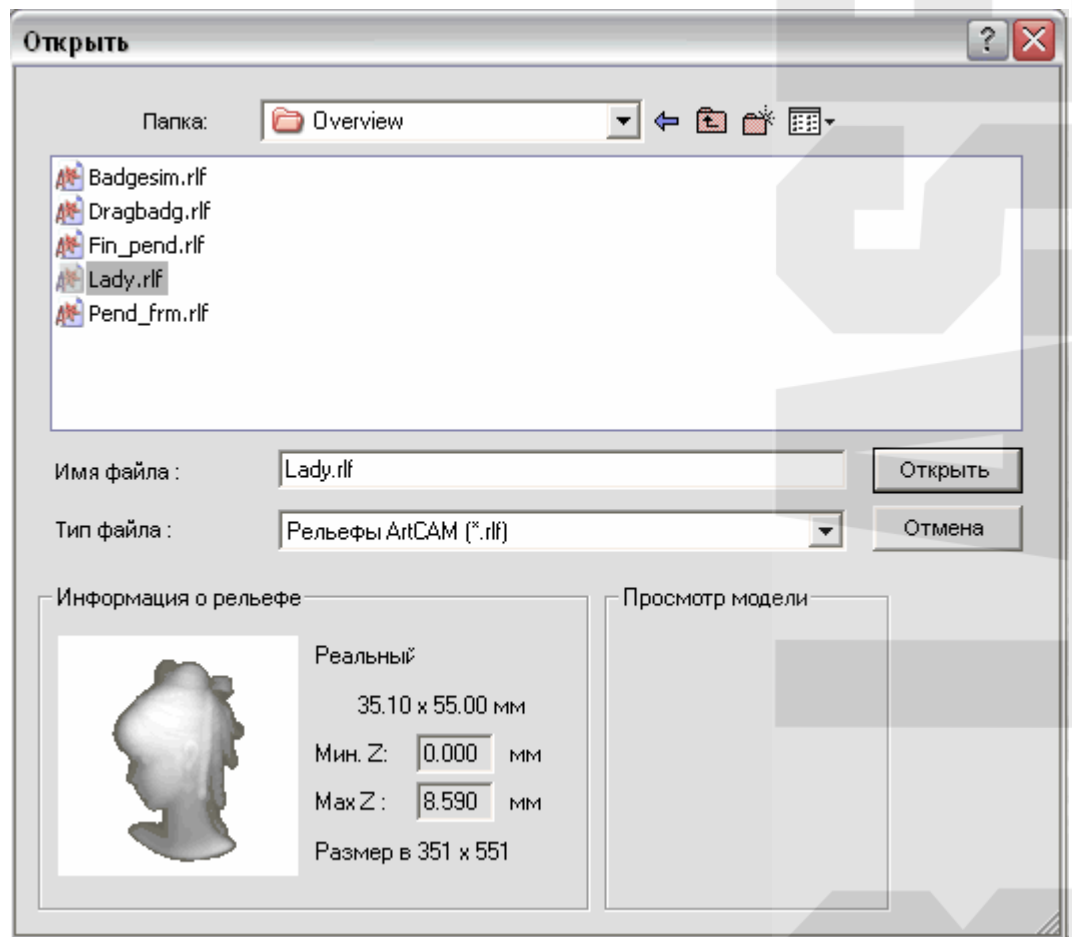 Открыть
Папка: Overview
Badgesim.rlf
Dragbadg.rlf
Fin_pend.rlf
Lady.rlf
Pend_frm.rlf
Имя файла : Lady.rlf Открыть
Тип файла : Рельефы ArtCAM (*.rlf) Отмена
Информация о рельефе Просмотр модели
Реальный
35.10 x 55.00 мм
Мин. Z: 0.000 мм
Max Z : 8.590 мм
Размер в 351 x 551